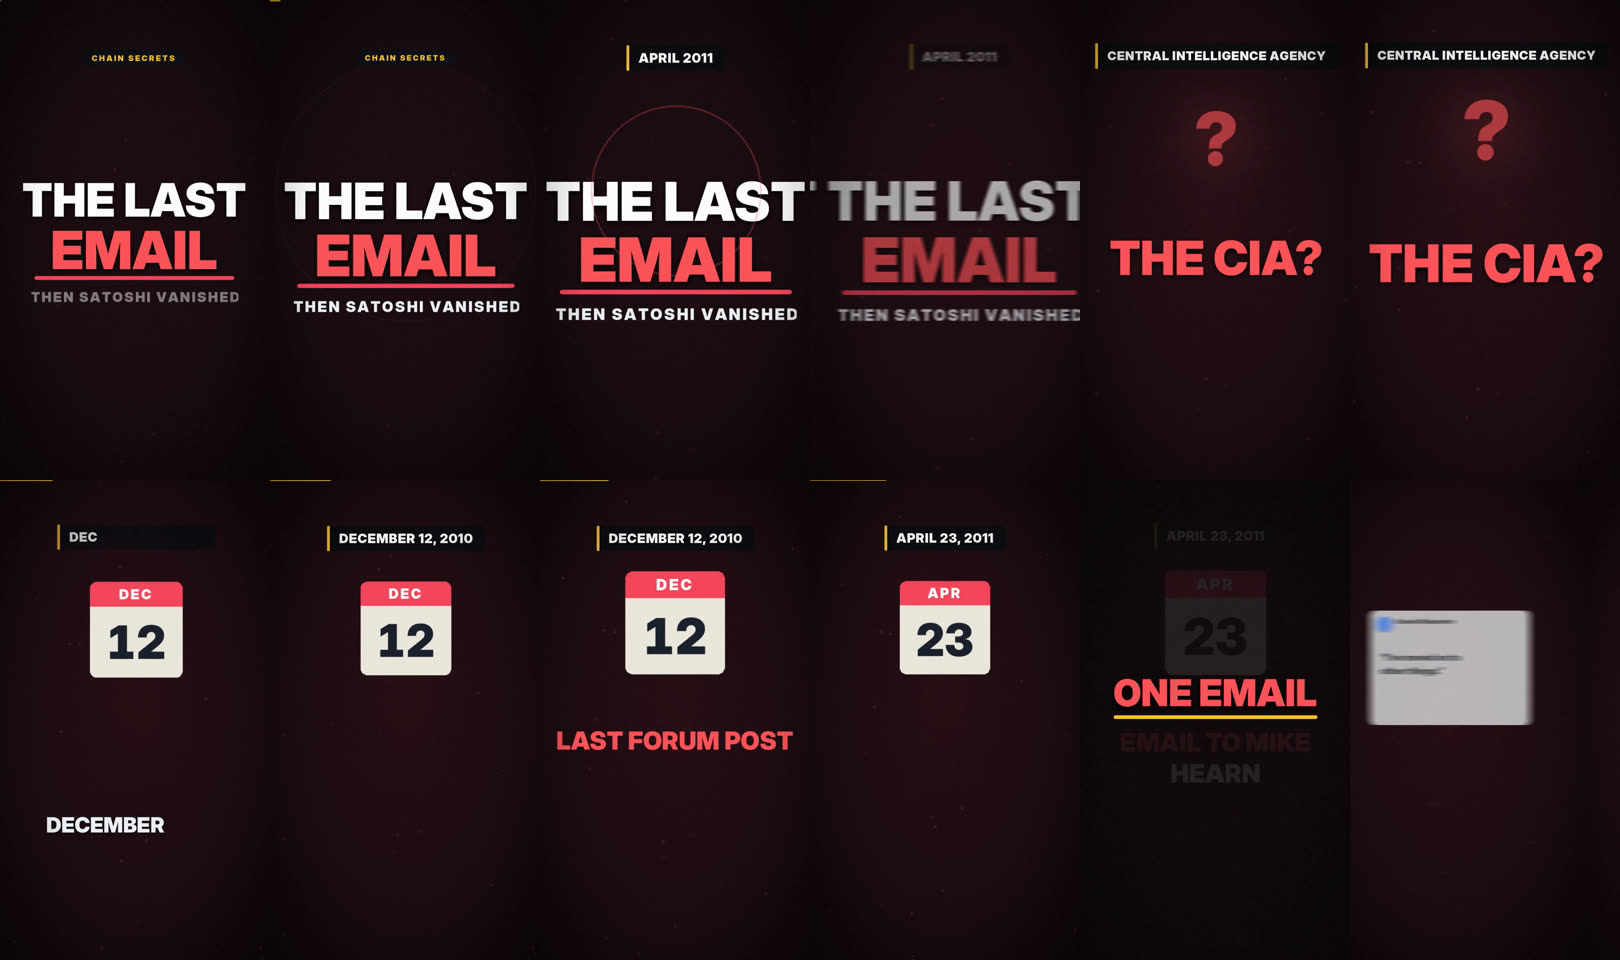 CHAIN SECRETS
THE LAST
EMAIL
THEN SATOSHI VANISHED
CHAIN SECRETS
THE LAST
EMAIL
THEN SATOSHI VANISHED
APRIL 2011
THE LAST
EMAIL
THEN SATOSHI VANISHED
APRIL 2011
THE LAST
EMAIL
THEN SATOSHI VANISHED
CENTRAL INTELLIGENCE AGENCY
?
THE CIA?
CENTRAL INTELLIGENCE AGENCY
?
THE CIA?
DEC
DEC
12
DECEMBER
DECEMBER 12, 2010
DEC
12
DECEMBER 12, 2010
DEC
12
LAST FORUM POST
APRIL 23, 2011
APR
23
APRIL 23, 2011
APR
23
ONE EMAIL
EMAIL TO MIKE
HEARN